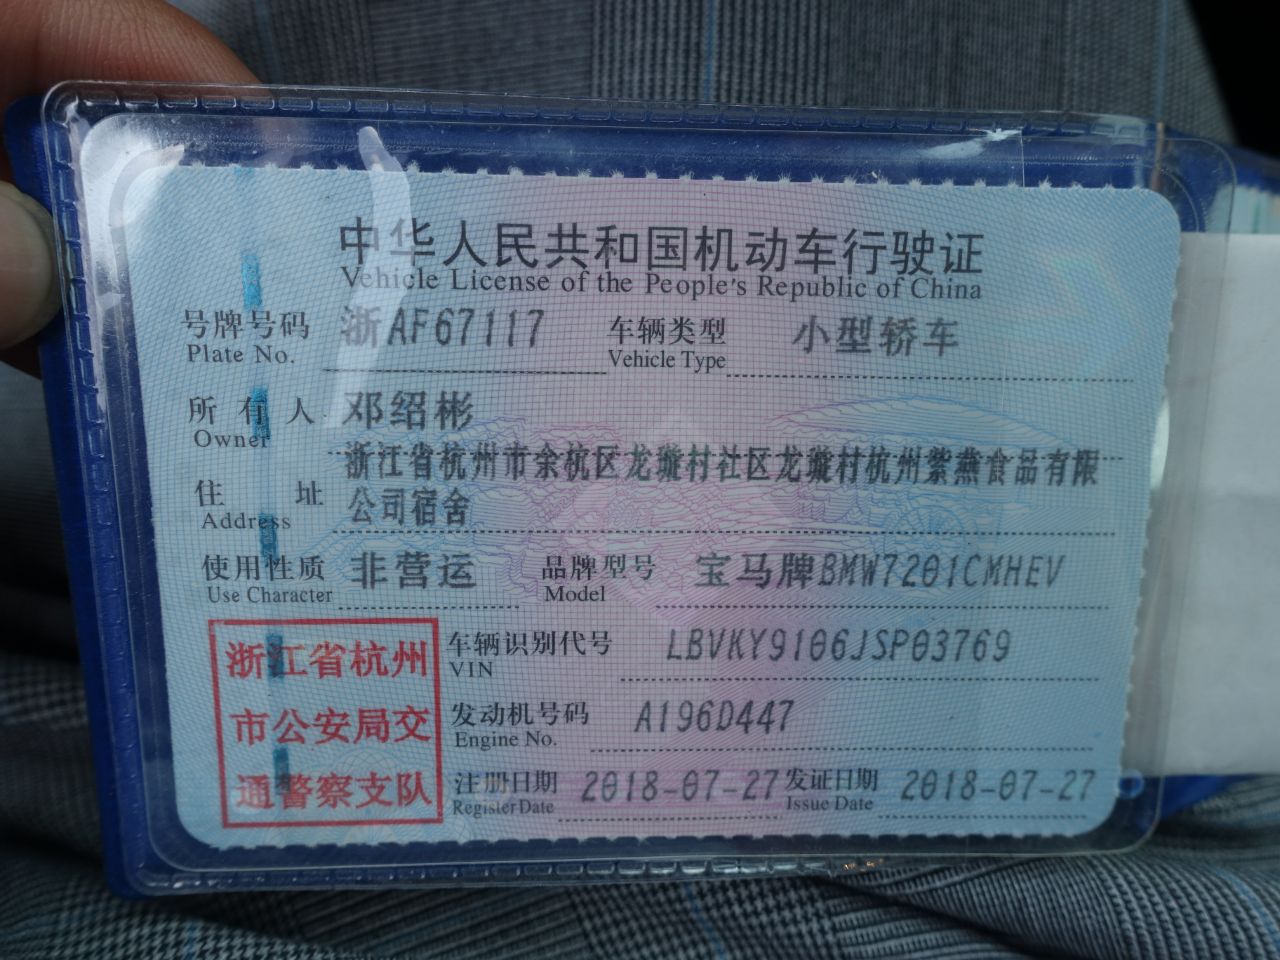 中华人民共和国机动车行驶证
Vehicle License of the People's Republic of China
号牌号码 浙AF67117 车辆类型 小型轿车
Plate No. Vehicle Type
所有人 邓绍彬
Owner
浙江省杭州市余杭区龙璇村社区龙璇村杭州紫燕食品有限
住址 公司宿舍
Address
使用性质 非营运 品牌型号 宝马牌BMW7201CMHEV
Use Character Model
浙江省杭州 车辆识别代号 LBVKY9106JSP03769
VIN
市公安局交 发动机号码 A196D447
Engine No.
通警察支队 注册日期 2018-07-27 发证日期 2018-07-27
Register Date Issue Date